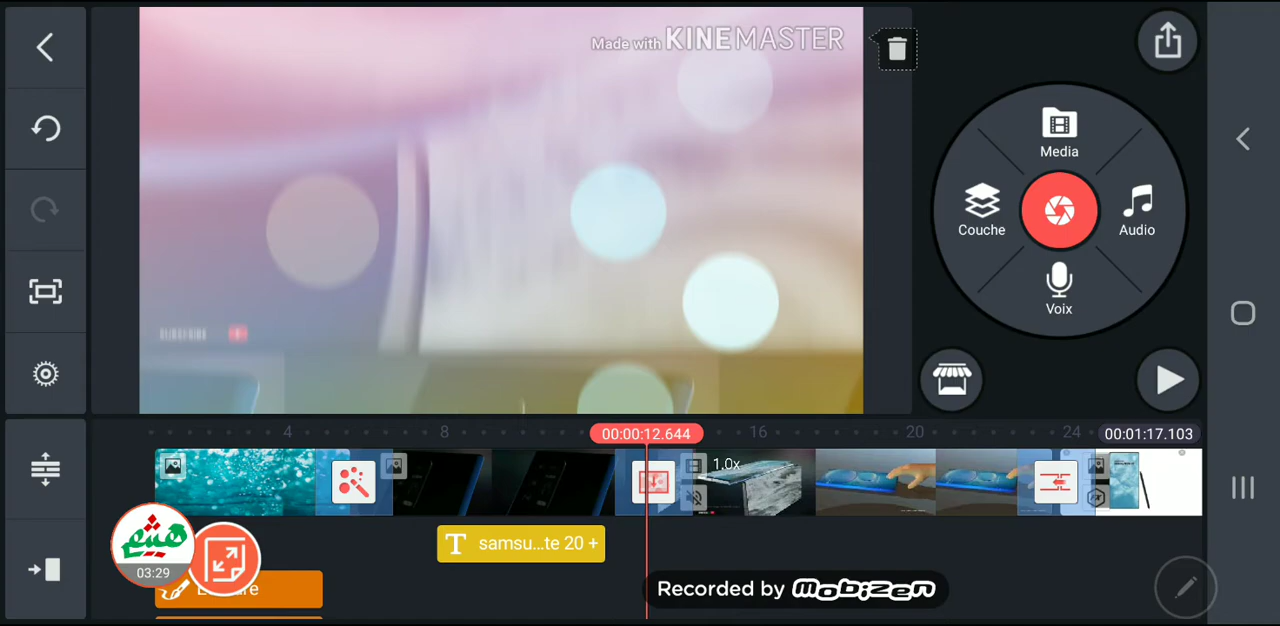 Made with KINEMASTER
Media
Couche
Audio
Voix
4
8
00:00:12.644
16
20
24
00:01:17.103
1.0x
samsu...te 20 +
هيثم
03:29
Recorded by mobizen